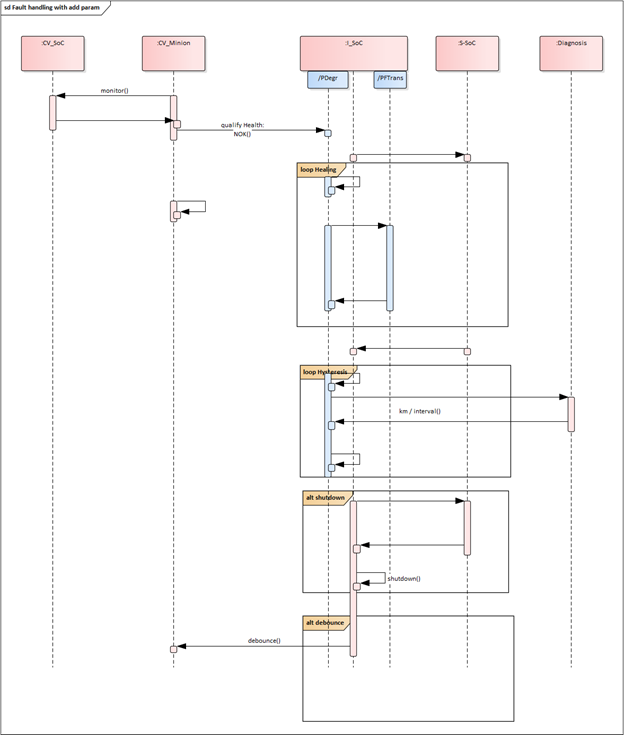 sd Fault handling with add param
:CV_SoC
:CV_Minion
:I_SoC
:S-SoC
:Diagnosis
/PDegr
/PFTrans
monitor()
qualify Health:
NOK()
loop Healing
loop Hysteresis
km / interval()
alt shutdown
shutdown()
alt debounce
debounce()